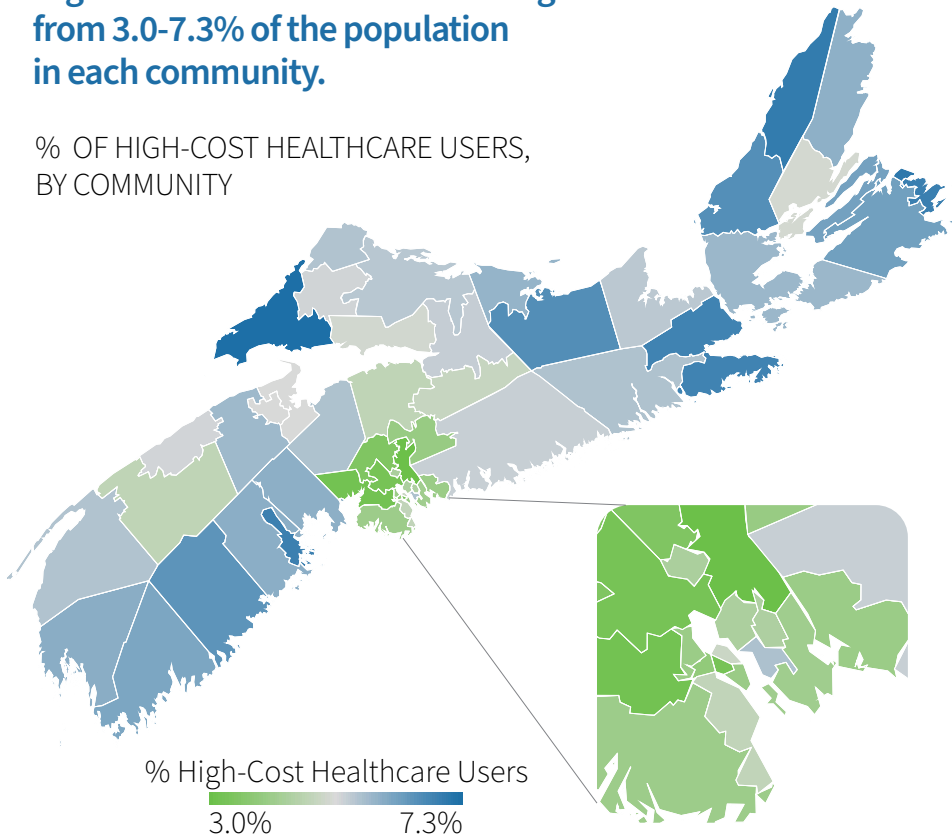 from 3.0-7.3% of the population
in each community.
% OF HIGH-COST HEALTHCARE USERS,
BY COMMUNITY
% High-Cost Healthcare Users
3.0%
7.3%